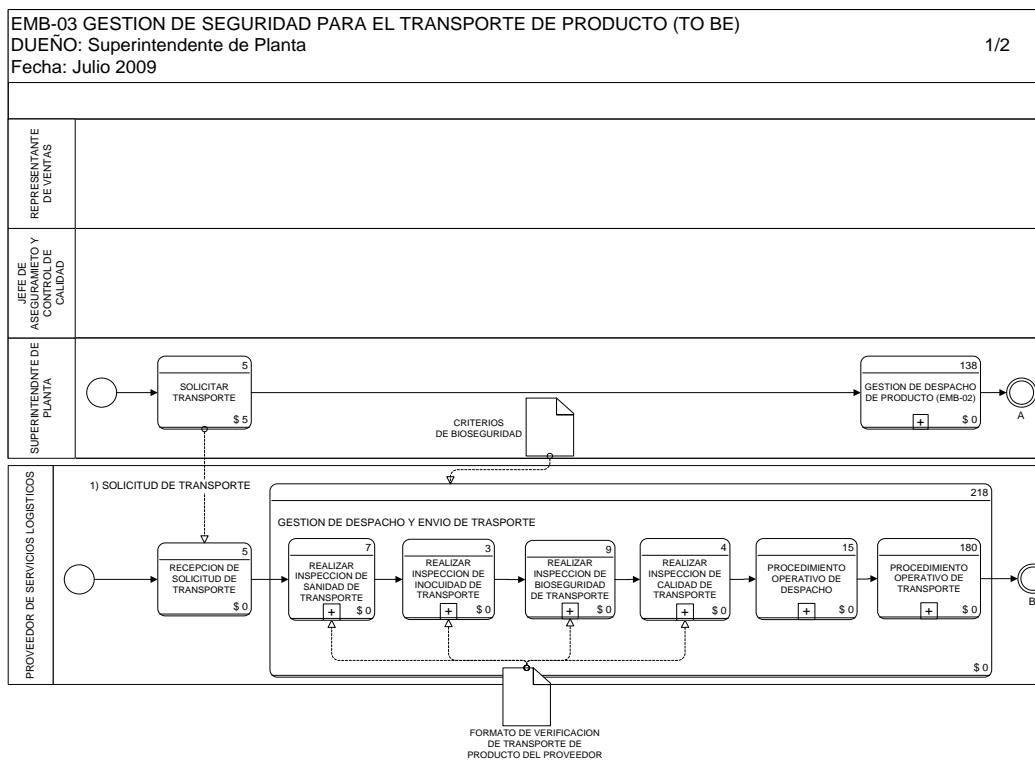 EMB-03 GESTION DE SEGURIDAD PARA EL TRANSPORTE DE PRODUCTO (TO BE)
DUEÑO: Superintendente de Planta
1/2
Fecha: Julio 2009
REPRESENTANTE
DE VENTAS
JEFE DE
ASEGURAMIETO Y
CONTROL DE
CALIDAD
SUPERINTENDNTE DE
PLANTA
5
SOLICITAR
TRANSPORTE
$ 5
CRITERIOS
DE BIOSEGURIDAD
138
GESTION DE DESPACHO
DE PRODUCTO (EMB-02)
+
$ 0
A
PROVEEDOR DE SERVICIOS LOGISTICOS
1) SOLICITUD DE TRANSPORTE
5
RECEPCION DE
SOLICITUD DE
TRANSPORTE
$ 0
218
GESTION DE DESPACHO Y ENVIO DE TRASPORTE
7
REALIZAR
INSPECCION DE
SANIDAD DE
TRANSPORTE
+
$ 0
3
REALIZAR
INSPECCION DE
INOCUIDAD DE
TRANSPORTE
+
$ 0
9
REALIZAR
INSPECCION DE
BIOSEGURIDAD
DE TRANSPORTE
+
$ 0
4
REALIZAR
INSPECCION DE
CALIDAD DE
TRANSPORTE
+
$ 0
15
PROCEDIMIENTO
OPERATIVO DE
DESPACHO
+
$ 0
180
PROCEDIMIENTO
OPERATIVO DE
TRANSPORTE
+
$ 0
B
$ 0
FORMATO DE VERIFICACION
DE TRANSPORTE DE
PRODUCTO DEL PROVEEDOR